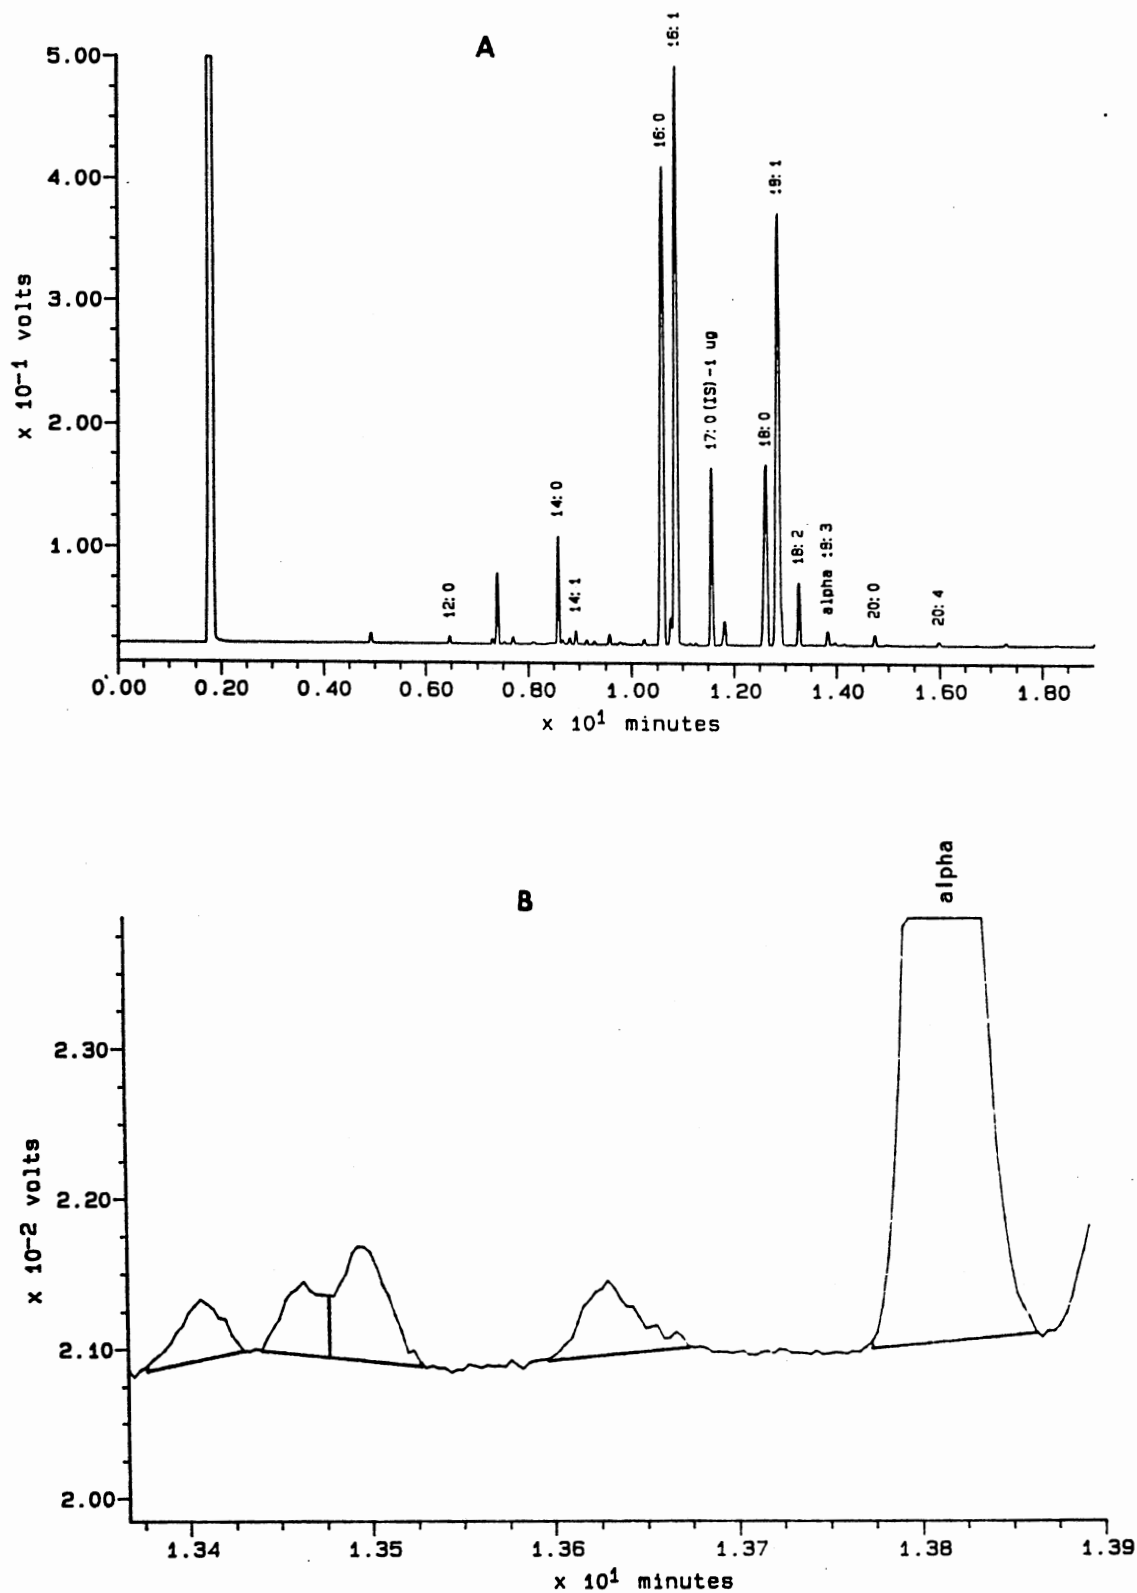 A
5.00
4.00
3.00
2.00
1.00
x 10-1 volts
12:0
14:0
14:1
16:0
16:1
17:0(IS)-1 ug
18:0
18:1
18:2
alpha 18:3
20:0
20:4
0.00 0.20 0.40 0.60 0.80 1.00 1.20 1.40 1.60 1.80
x 10¹ minutes
B
alpha
2.30
2.20
2.10
2.00
x 10-2 volts
1.34 1.35 1.36 1.37 1.38 1.39
x 10¹ minutes